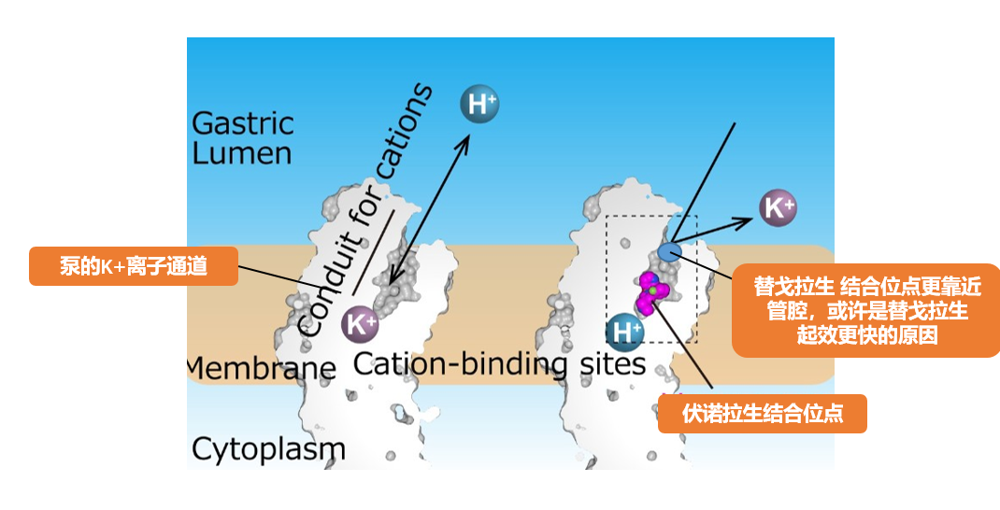 Gastric
Lumen
Conduit for cations
H+
K+
泵的K+离子通道
K+
替戈拉生 结合位点更靠近
管腔，或许是替戈拉生
起效更快的原因
H+
Membrane
Cation-binding sites
伏诺拉生结合位点
Cytoplasm